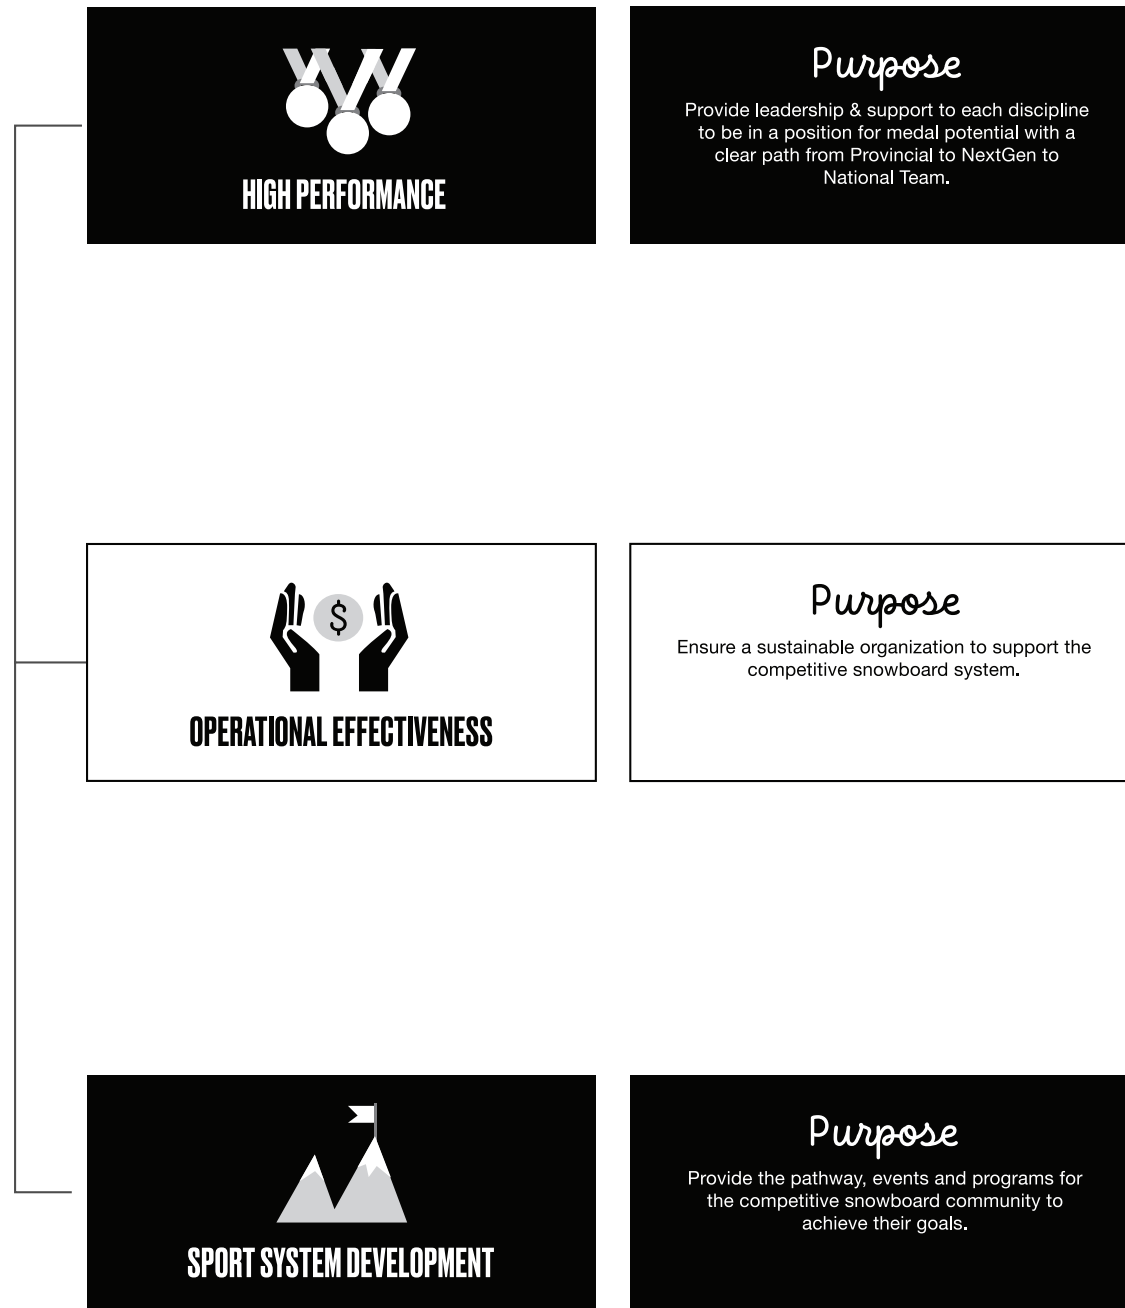 HIGH PERFORMANCE
Purpose
Provide leadership & support to each discipline
to be in a position for medal potential with a
clear path from Provincial to NextGen to
National Team.
$
OPERATIONAL EFFECTIVENESS
Purpose
Ensure a sustainable organization to support the
competitive snowboard system.
SPORT SYSTEM DEVELOPMENT
Purpose
Provide the pathway, events and programs for
the competitive snowboard community to
achieve their goals.